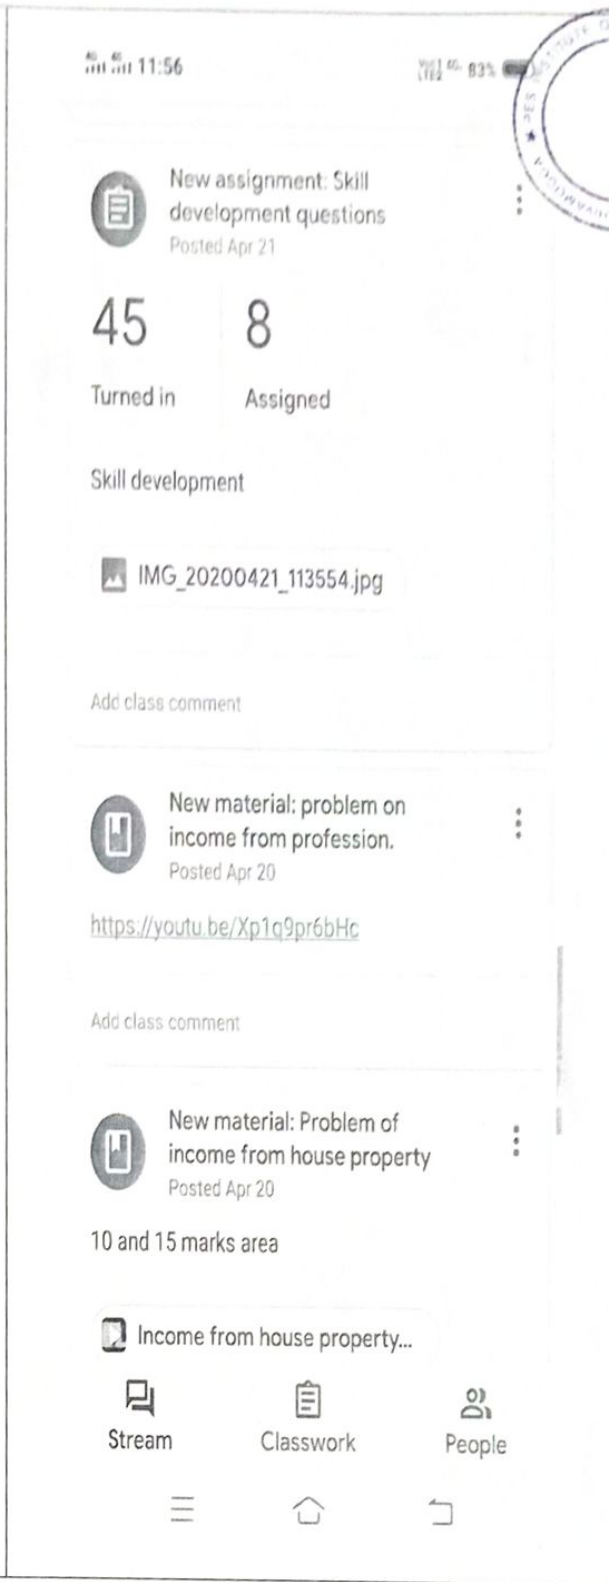 11:56
83%
New assignment: Skill
development questions
Posted Apr 21
45
8
Turned in
Assigned
Skill development
IMG_20200421_113554.jpg
Add class comment
New material: problem on
income from profession.
Posted Apr 20
https://youtu.be/Xp1q9pr6bHc
Add class comment
New material: Problem of
income from house property
Posted Apr 20
10 and 15 marks area
Income from house property...
Stream
Classwork
People